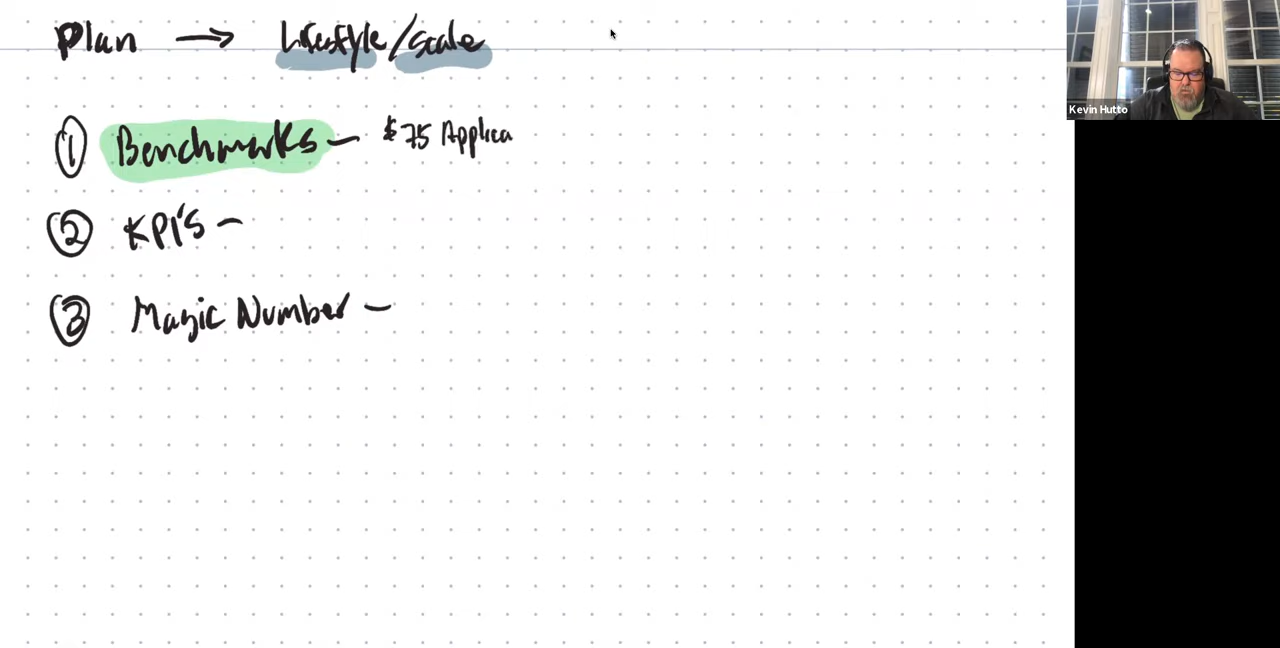 Plan → Lifestyle/Scale
Kevin Hutto
① Benchmarks – $75 Applica
② KPI'S –
③ Magic Number –